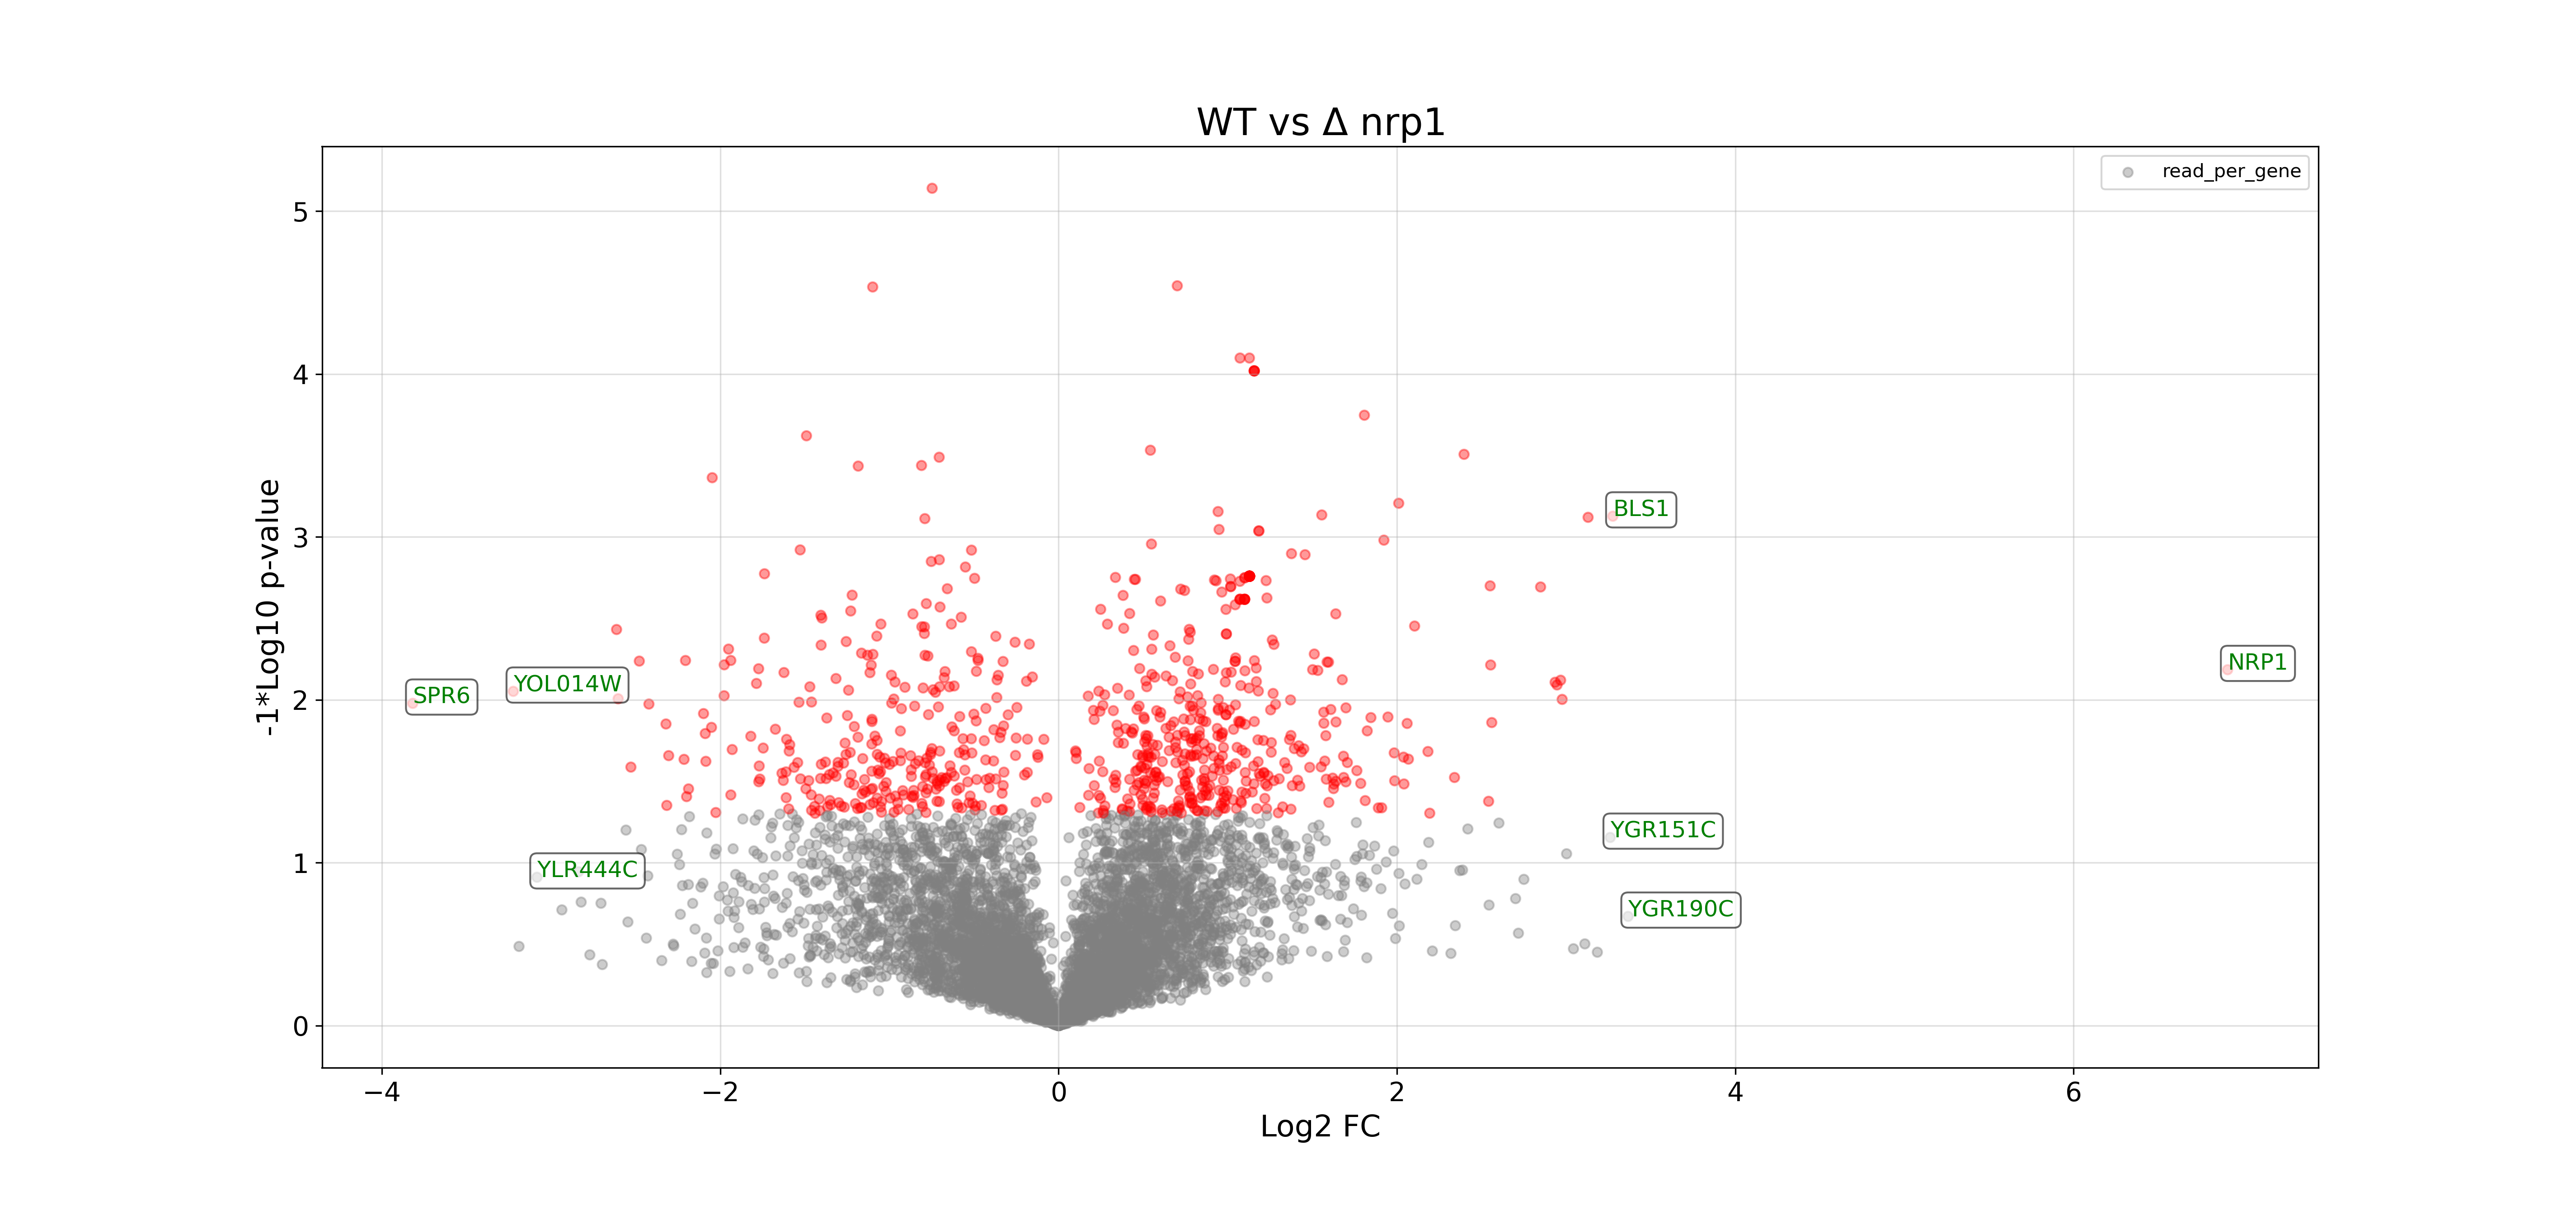 WT vs Δ nrp1
read_per_gene
5
4
3
2
1
0
-1*Log10 p-value
BLS1
NRP1
YOL014W
SPR6
YGR151C
YLR444C
YGR190C
−4
−2
0
2
4
6
Log2 FC